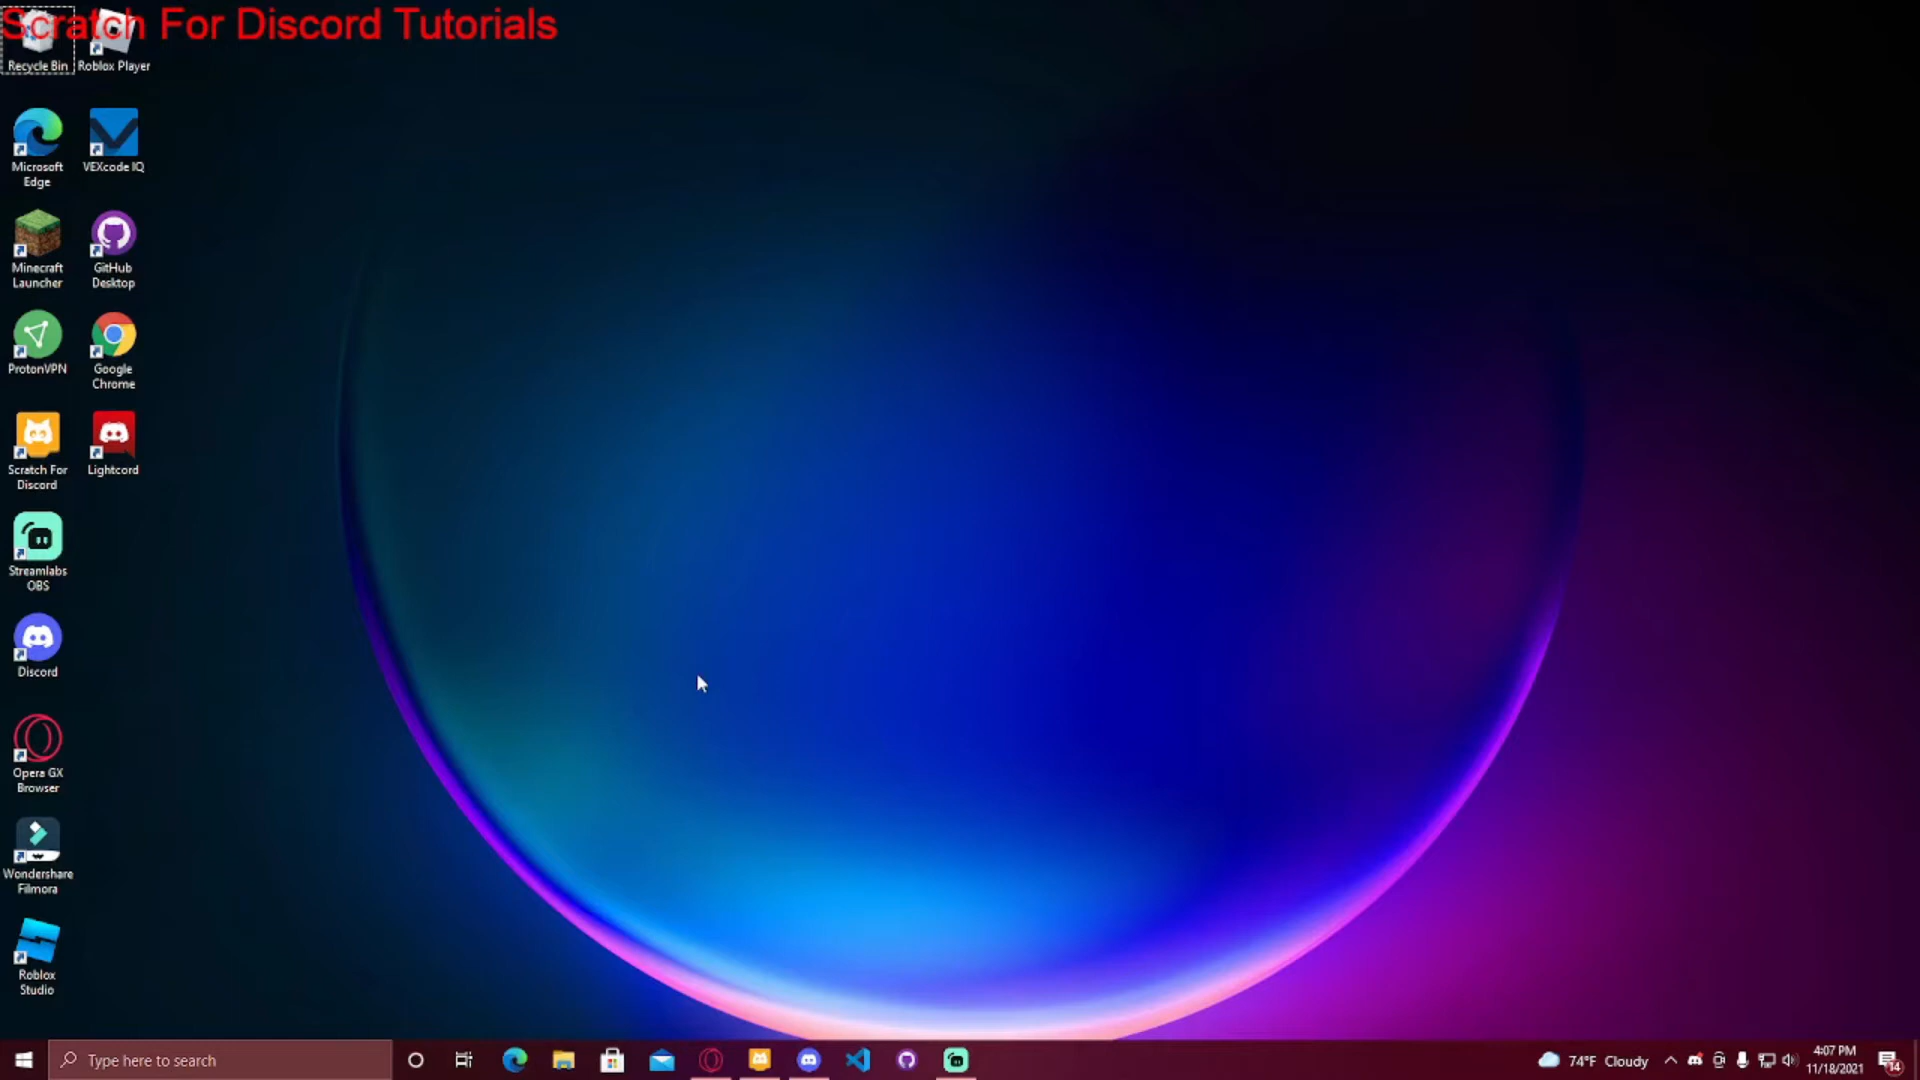 Scratch For Discord Tutorials
Recycle Bin
Roblox Player
Microsoft
Edge
VEXcode IQ
Minecraft
Launcher
GitHub
Desktop
ProtonVPN
Google
Chrome
Scratch For
Discord
Lightcord
Streamlabs
OBS
Discord
Opera GX
Browser
Wondershare
Filmora
Roblox
Studio
Type here to search
74°F Cloudy
4:07 PM
11/18/2021
14